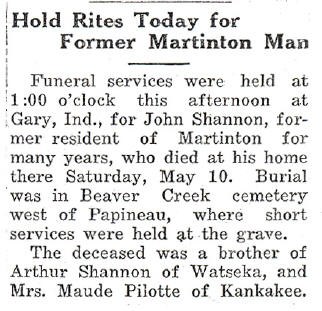 Hold Rites Today for
Former Martinton Man
Funeral services were held at
1:00 o'clock this afternoon at
Gary, Ind., for John Shannon, for-
mer resident of Martinton for
many years, who died at his home
there Saturday, May 10. Burial
was in Beaver Creek cemetery
west of Papineau, where short
services were held at the grave.
The deceased was a brother of
Arthur Shannon of Watseka, and
Mrs. Maude Pilotte of Kankakee.